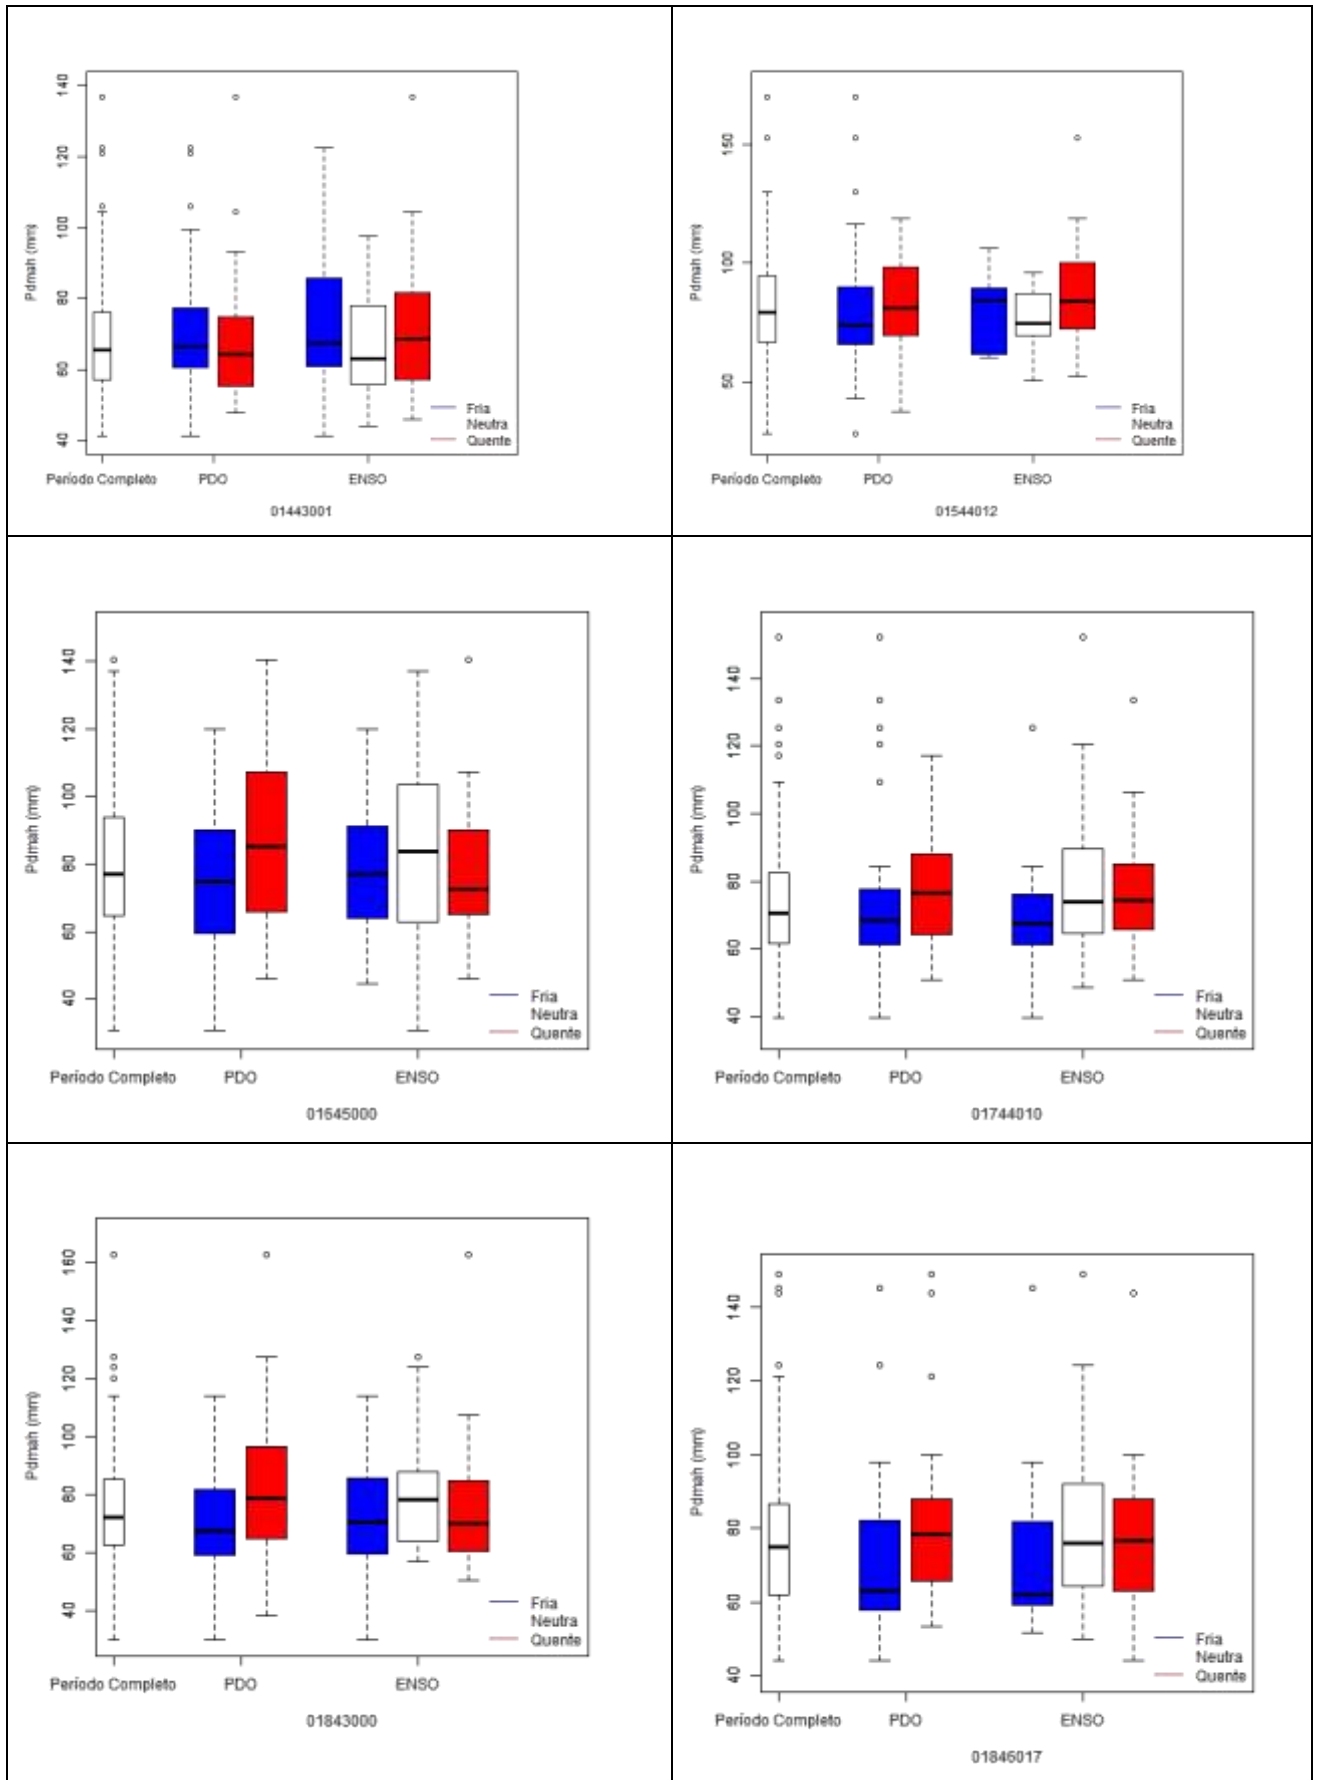 140
120
100
80
60
40
Pdmah (mm)
Fria
Neutra
Quente
Período Completo PDO ENSO
01443001
150
100
50
Pdmah (mm)
Fria
Neutra
Quente
Período Completo PDO ENSO
01544012
140
120
100
80
60
40
Pdmah (mm)
Fria
Neutra
Quente
Período Completo PDO ENSO
01645000
140
120
100
80
60
40
Pdmah (mm)
Fria
Neutra
Quente
Período Completo PDO ENSO
01744010
160
140
120
100
80
60
40
Pdmah (mm)
Fria
Neutra
Quente
Período Completo PDO ENSO
01843000
140
120
100
80
60
40
Pdmah (mm)
Fria
Neutra
Quente
Período Completo PDO ENSO
01846017